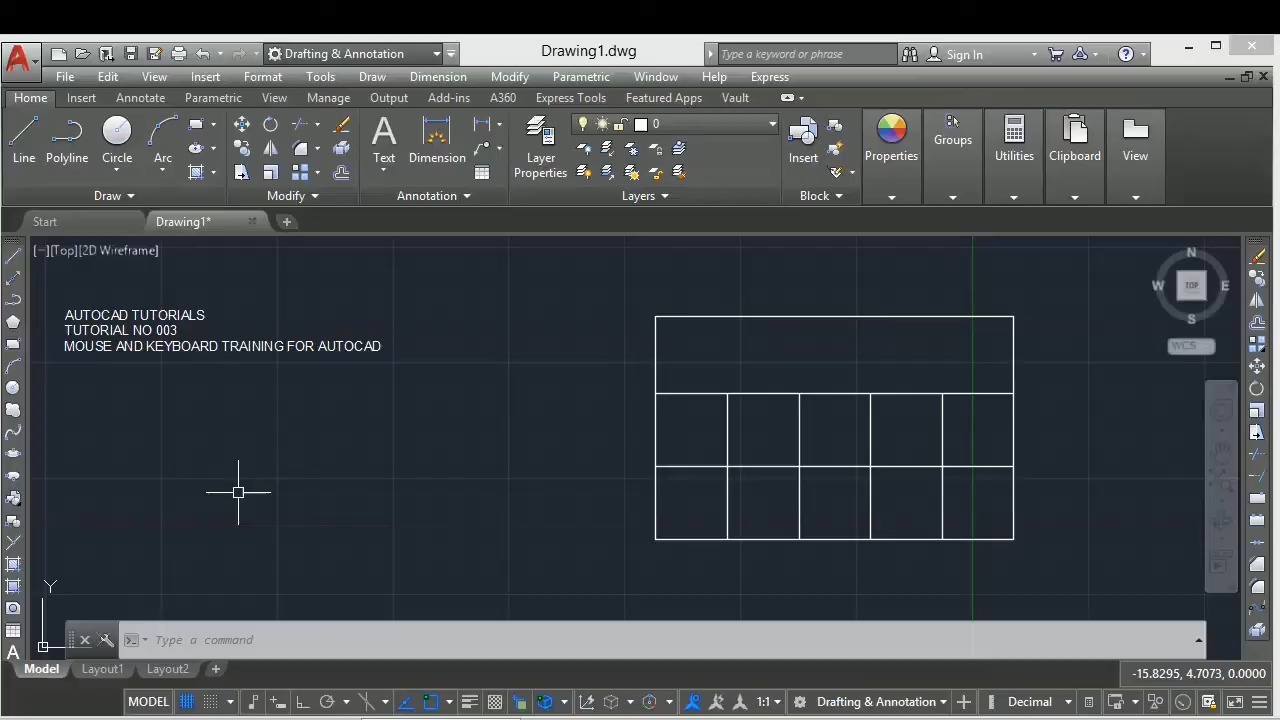 Drafting & Annotation
Drawing1.dwg
Type a keyword or phrase
Sign In
File Edit View Insert Format Tools Draw Dimension Modify Parametric Window Help Express
Home Insert Annotate Parametric View Manage Output Add-ins A360 Express Tools Featured Apps Vault
0
Line Polyline Circle Arc Text Dimension Layer Properties Insert Properties Groups Utilities Clipboard View
Draw Modify Annotation Layers Block
Start Drawing1*
[−][Top][2D Wireframe]
N
W TOP E
S
WCS
AUTOCAD TUTORIALS
TUTORIAL NO 003
MOUSE AND KEYBOARD TRAINING FOR AUTOCAD
Y
Type a command
Model Layout1 Layout2
-15.8295, 4.7073, 0.0000
MODEL 1:1 Drafting & Annotation Decimal